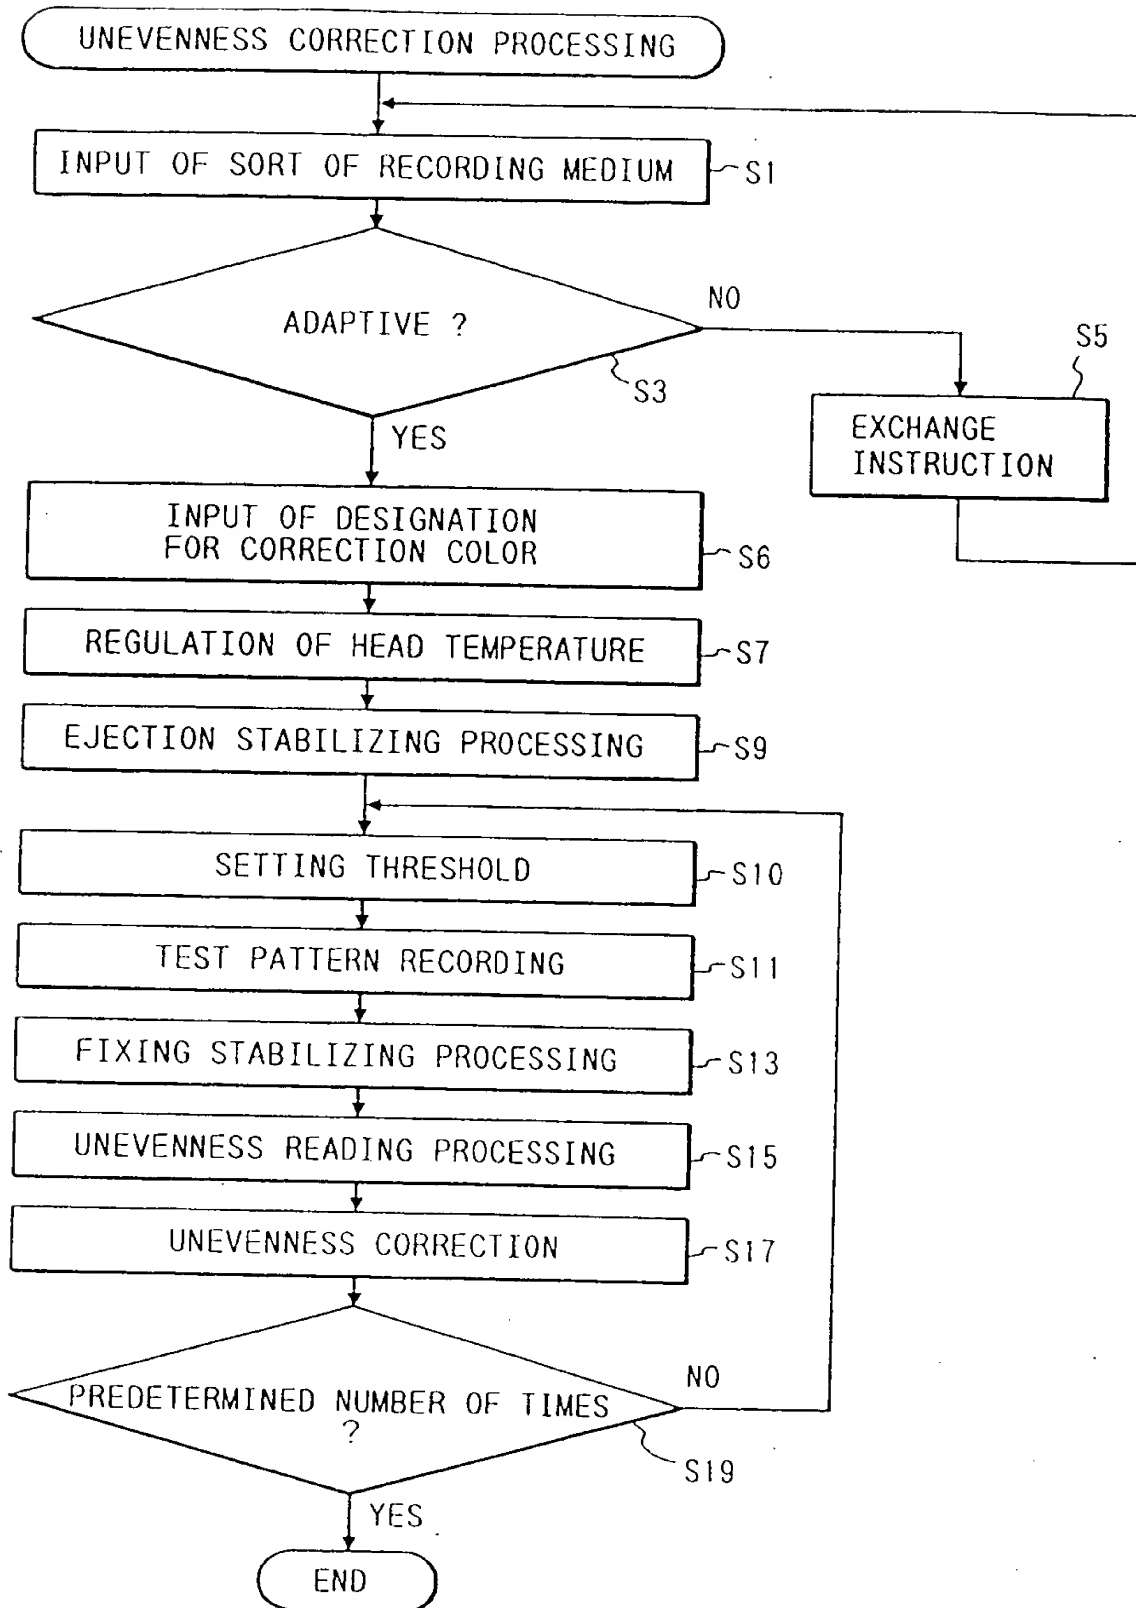 UNEVENNESS CORRECTION PROCESSING
INPUT OF SORT OF RECORDING MEDIUM
S1
ADAPTIVE ?
NO
S3
S5
EXCHANGE
INSTRUCTION
YES
INPUT OF DESIGNATION
FOR CORRECTION COLOR
S6
REGULATION OF HEAD TEMPERATURE
S7
EJECTION STABILIZING PROCESSING
S9
SETTING THRESHOLD
S10
TEST PATTERN RECORDING
S11
FIXING STABILIZING PROCESSING
S13
UNEVENNESS READING PROCESSING
S15
UNEVENNESS CORRECTION
S17
PREDETERMINED NUMBER OF TIMES
?
NO
S19
YES
END